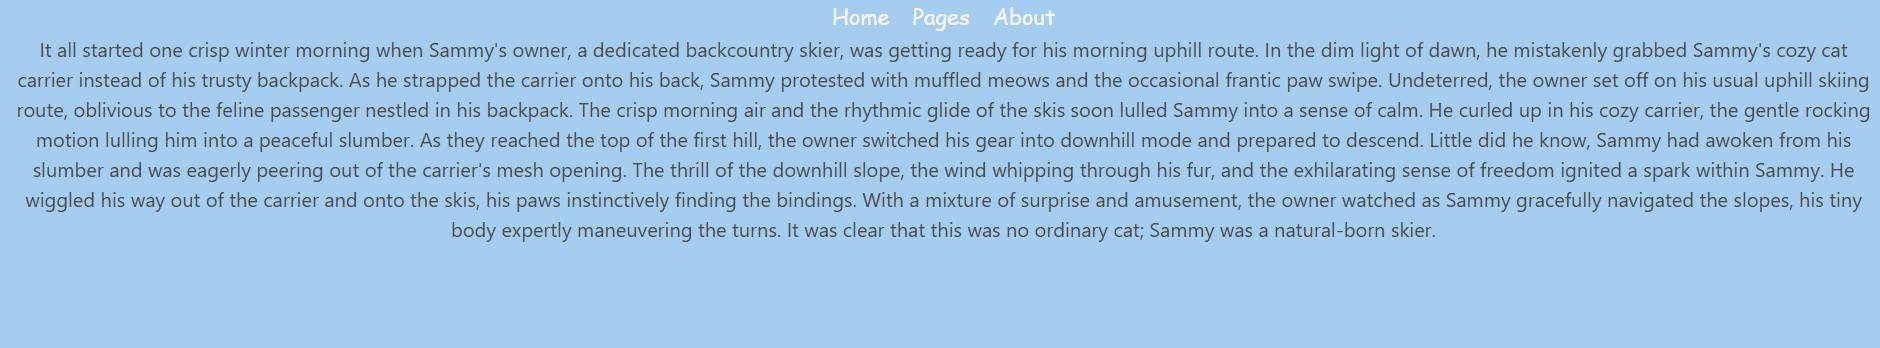 Home Pages About
It all started one crisp winter morning when Sammy's owner, a dedicated backcountry skier, was getting ready for his morning uphill route. In the dim light of dawn, he mistakenly grabbed Sammy's cozy cat
carrier instead of his trusty backpack. As he strapped the carrier onto his back, Sammy protested with muffled meows and the occasional frantic paw swipe. Undeterred, the owner set off on his usual uphill skiing
route, oblivious to the feline passenger nestled in his backpack. The crisp morning air and the rhythmic glide of the skis soon lulled Sammy into a sense of calm. He curled up in his cozy carrier, the gentle rocking
motion lulling him into a peaceful slumber. As they reached the top of the first hill, the owner switched his gear into downhill mode and prepared to descend. Little did he know, Sammy had awoken from his
slumber and was eagerly peering out of the carrier's mesh opening. The thrill of the downhill slope, the wind whipping through his fur, and the exhilarating sense of freedom ignited a spark within Sammy. He
wiggled his way out of the carrier and onto the skis, his paws instinctively finding the bindings. With a mixture of surprise and amusement, the owner watched as Sammy gracefully navigated the slopes, his tiny
body expertly maneuvering the turns. It was clear that this was no ordinary cat; Sammy was a natural-born skier.